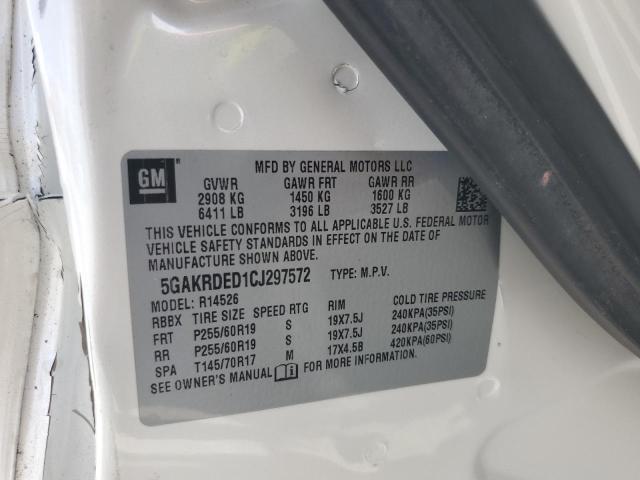 GM
MFD BY GENERAL MOTORS LLC
GVWR GAWR FRT GAWR RR
2908 KG 1450 KG 1600 KG
6411 LB 3196 LB 3527 LB
THIS VEHICLE CONFORMS TO ALL APPLICABLE U.S. FEDERAL MOTOR
VEHICLE SAFETY STANDARDS IN EFFECT ON THE DATE OF
MANUFACTURE SHOWN ABOVE.
5GAKRDED1CJ297572 TYPE: M.P.V.
MODEL: R14526
RBBX TIRE SIZE SPEED RTG RIM COLD TIRE PRESSURE
FRT P255/60R19 S 19X7.5J 240KPA(35PSI)
RR P255/60R19 S 19X7.5J 240KPA(35PSI)
SPA T145/70R17 M 17X4.5B 420KPA(60PSI)
SEE OWNER'S MANUAL FOR MORE INFORMATION.